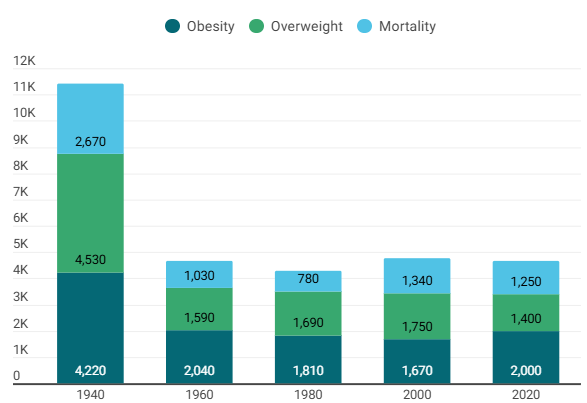 Obesity Overweight Mortality
12K
11K
10K
9K
8K
7K
6K
5K
4K
3K
2K
1K
0
2,670
4,530
4,220
1,030
1,590
2,040
780
1,690
1,810
1,340
1,750
1,670
1,250
1,400
2,000
1940 1960 1980 2000 2020